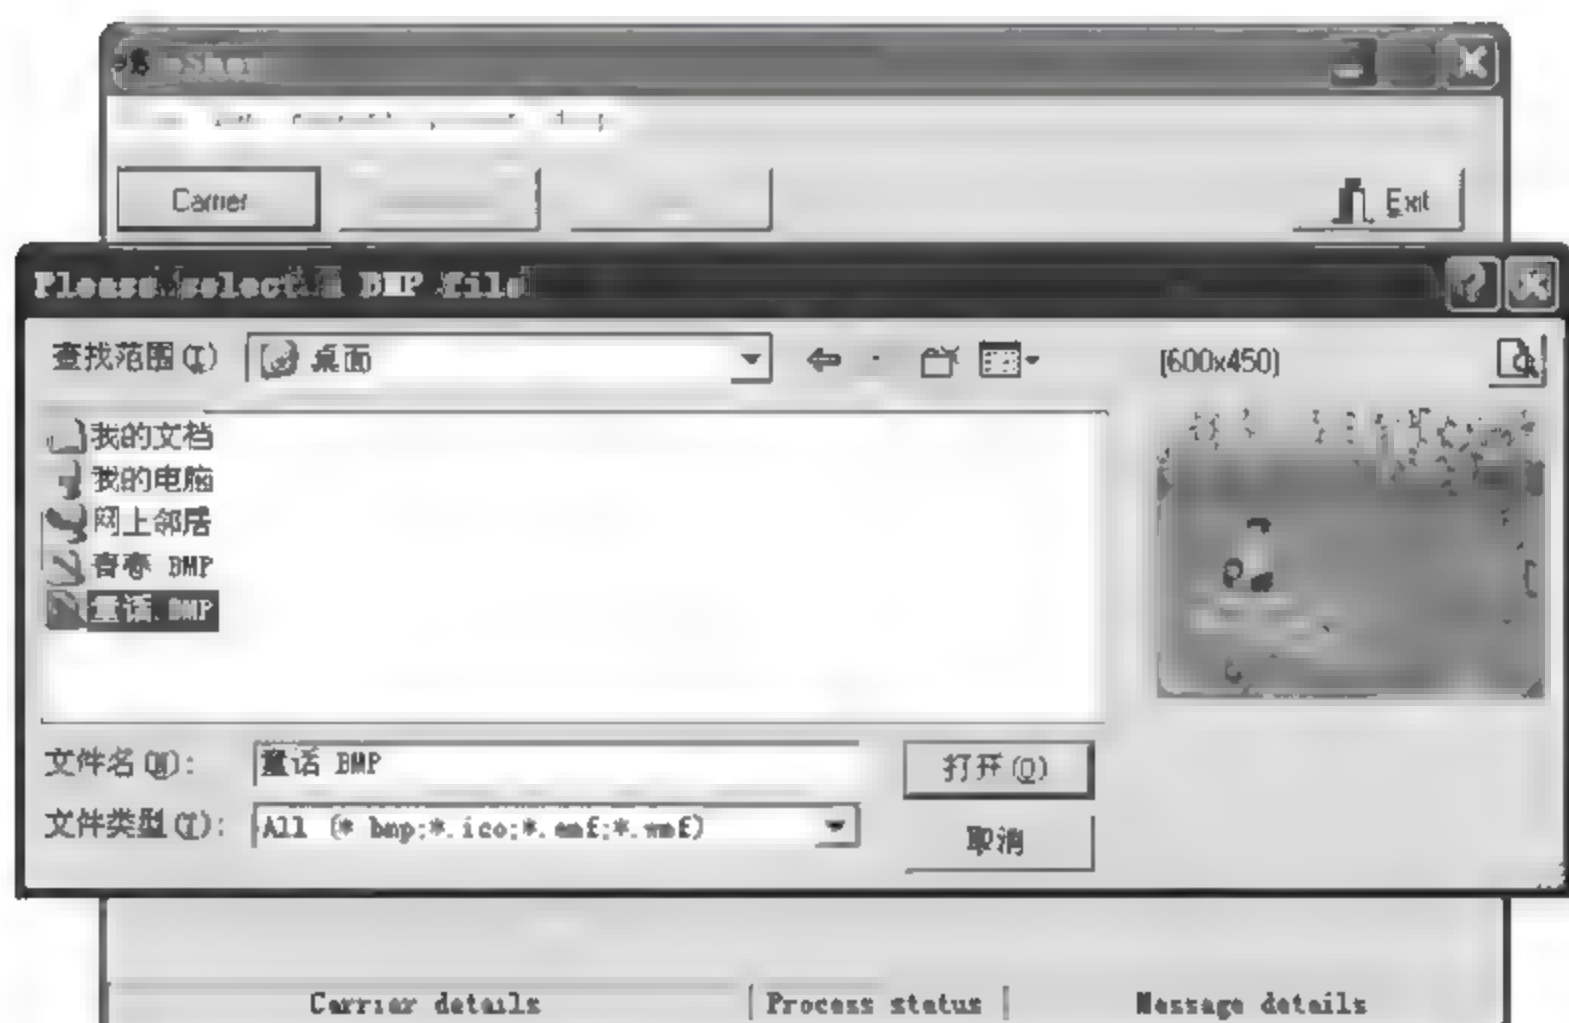 Carrier
Exit
Please select a BMP file
查找范围(I)
桌面
[600x450]
我的文档
我的电脑
网上邻居
青春 BMP
童话.BMP
文件名(N):
童话 BMP
打开(O)
文件类型(T):
All (*.bmp;*.ico;*.emf;*.wmf)
取消
Carrier details
Process status
Message details